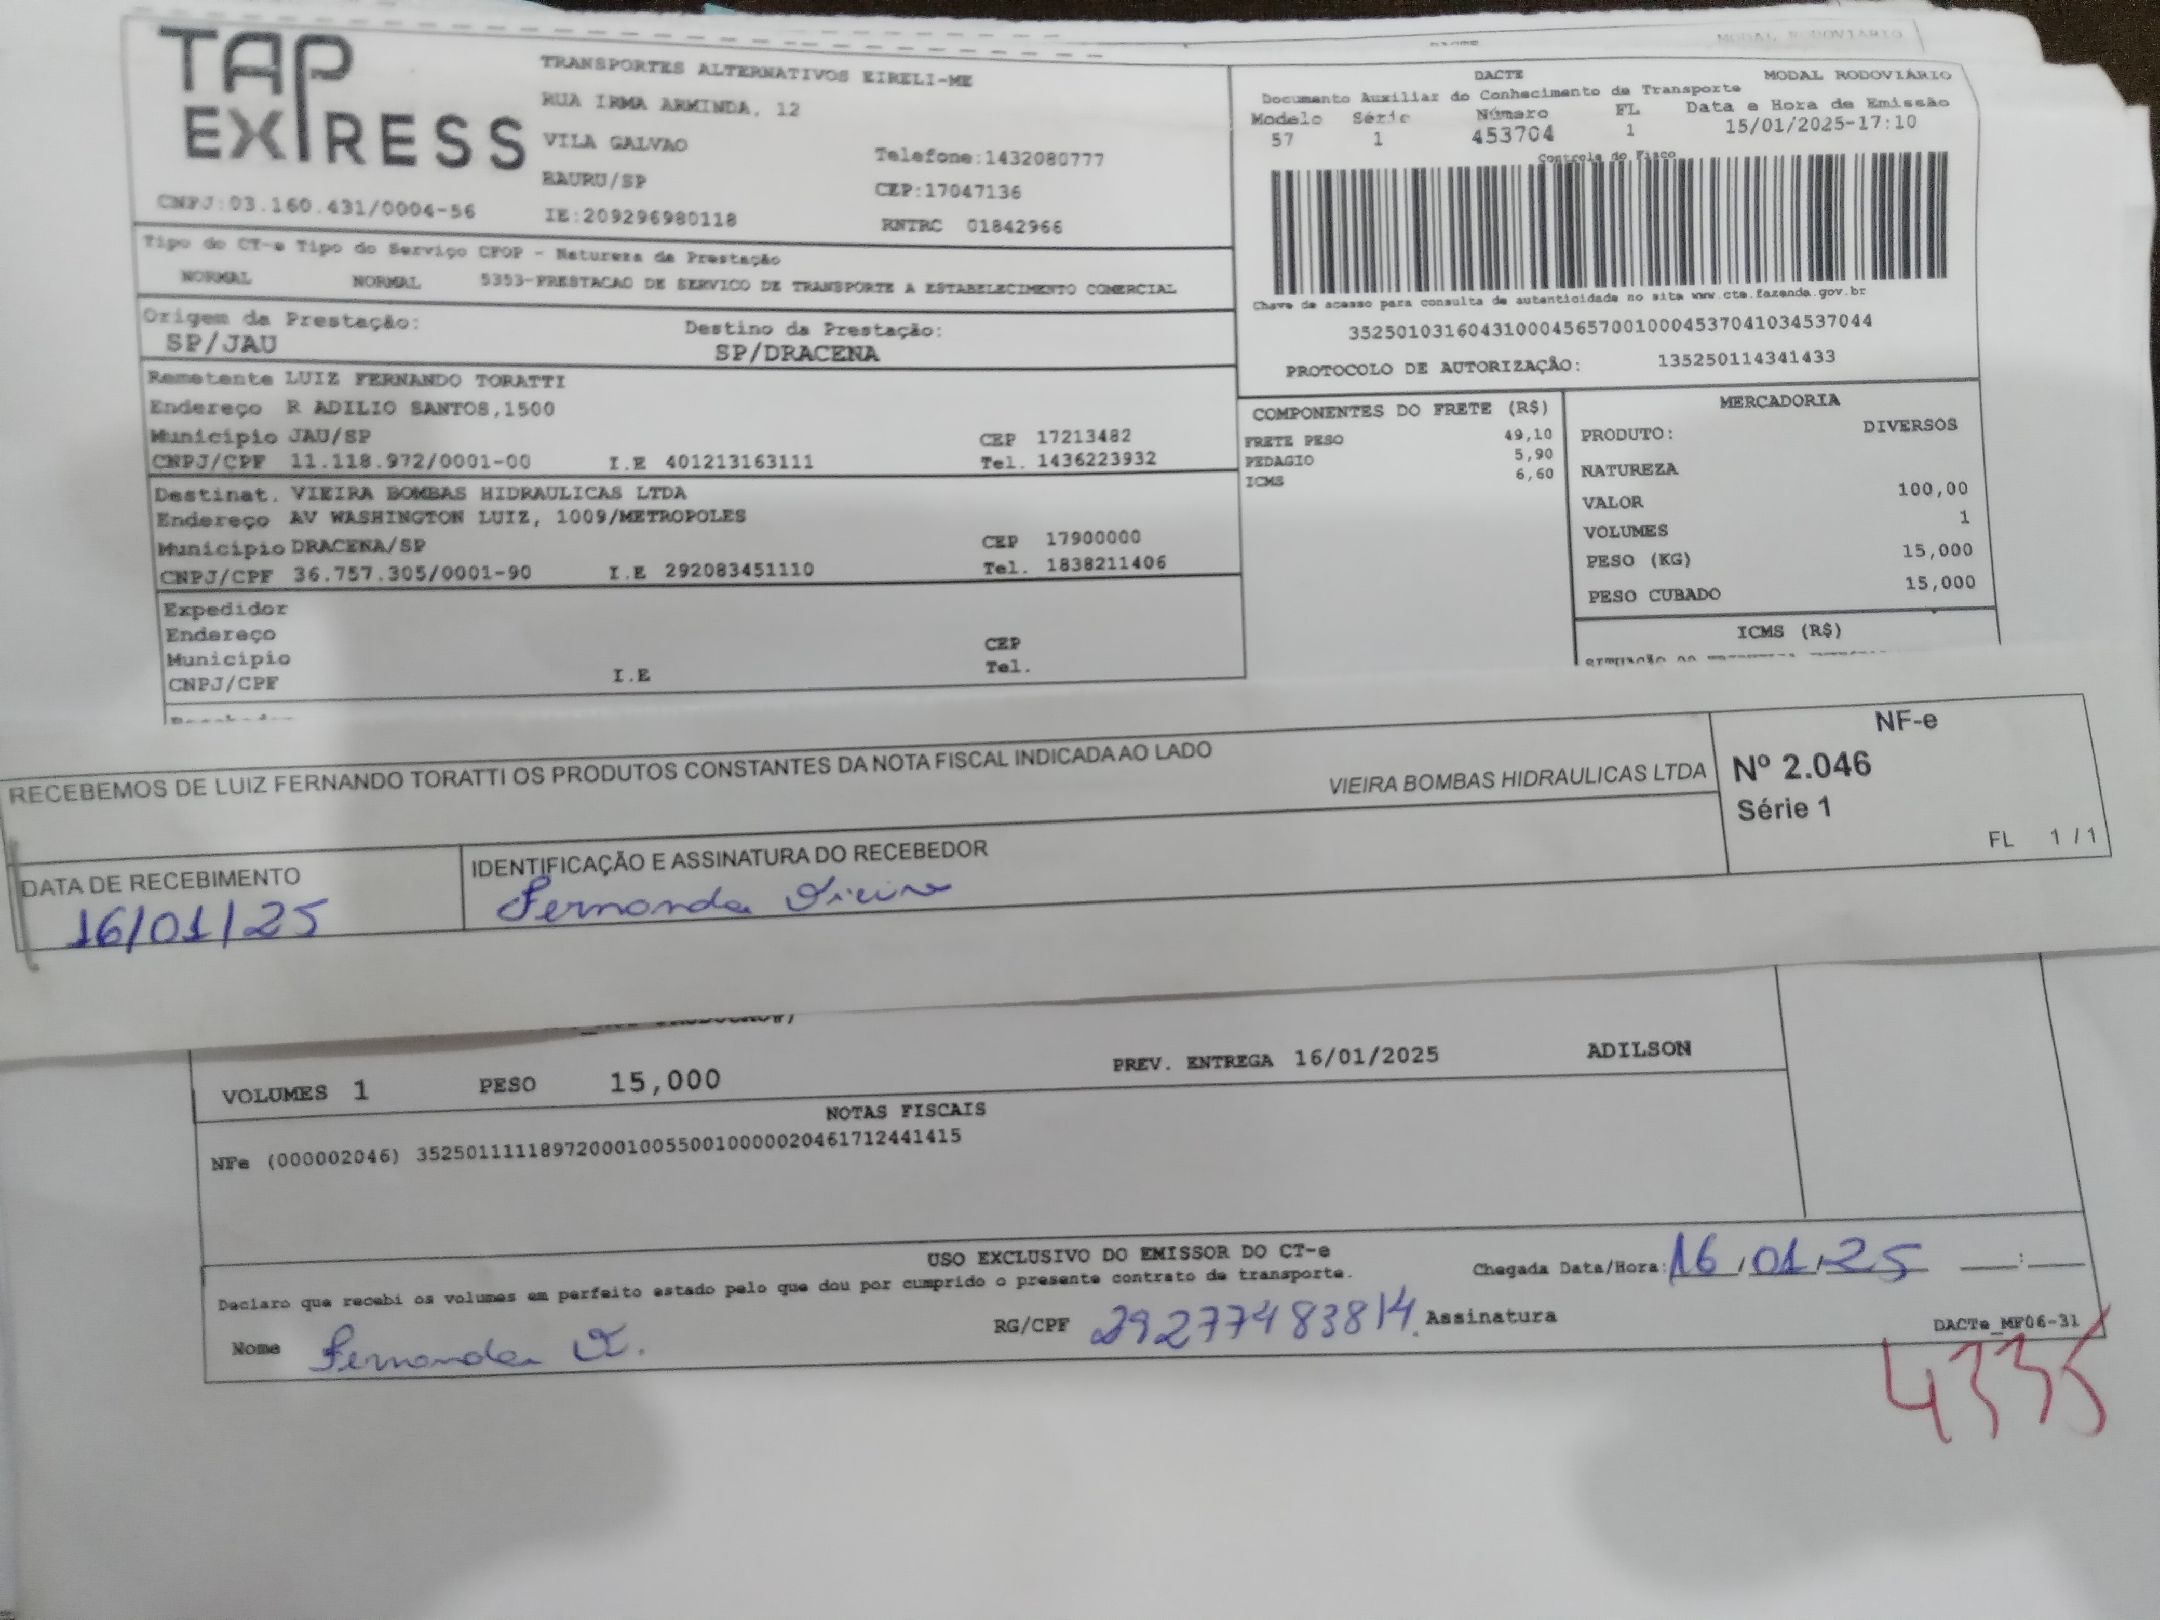 TAP EXPRESS
TRANSPORTES ALTERNATIVOS EIRELI-ME
RUA IRMA ARMINDA, 12
VILA GALVAO
Telefone:1432080777
BAURU/SP
CEP:17047136
CNPJ:03.160.431/0004-56
IE:209296980118
RNTRC 01842966
MODAL RODOVIÁRIO
DACTE
MODAL RODOVIÁRIO
Documento Auxiliar do Conhecimento de Transporte
Modelo Série Número FL Data e Hora de Emissão
57 1 453704 1 15/01/2025-17:10
Controle do Fisco
Chave de acesso para consulta de autenticidade no site www.cte.fazenda.gov.br
35250103160431000456570010004537041034537044
PROTOCOLO DE AUTORIZAÇÃO: 135250114341433
Tipo do CT-e Tipo do Serviço CFOP - Natureza da Prestação
NORMAL NORMAL 5353-PRESTACAO DE SERVICO DE TRANSPORTE A ESTABELECIMENTO COMERCIAL
Origem da Prestação: Destino da Prestação:
SP/JAU SP/DRACENA
Remetente LUIZ FERNANDO TORATTI
Endereço R ADILIO SANTOS,1500
Município JAU/SP CEP 17213482
CNPJ/CPF 11.118.972/0001-00 I.E 401213163111 Tel. 1436223932
Destinat. VIEIRA BOMBAS HIDRAULICAS LTDA
Endereço AV WASHINGTON LUIZ, 1009/METROPOLES
Município DRACENA/SP CEP 17900000
CNPJ/CPF 36.757.305/0001-90 I.E 292083451110 Tel. 1838211406
Expedidor
Endereço
Município CEP
CNPJ/CPF I.E Tel.
COMPONENTES DO FRETE (R$)
FRETE PESO 49,10
PEDAGIO 5,90
ICMS 6,60
MERCADORIA
PRODUTO: DIVERSOS
NATUREZA
VALOR 100,00
VOLUMES 1
PESO (KG) 15,000
PESO CUBADO 15,000
ICMS (R$)
RECEBEMOS DE LUIZ FERNANDO TORATTI OS PRODUTOS CONSTANTES DA NOTA FISCAL INDICADA AO LADO
VIEIRA BOMBAS HIDRAULICAS LTDA
NF-e
Nº 2.046
Série 1
FL 1 / 1
DATA DE RECEBIMENTO
16/01/25
IDENTIFICAÇÃO E ASSINATURA DO RECEBEDOR
Fernanda Vieira
VOLUMES 1 PESO 15,000 PREV. ENTREGA 16/01/2025 ADILSON
NOTAS FISCAIS
NFe (000002046) 35250111118972000100550010000020461712441415
USO EXCLUSIVO DO EMISSOR DO CT-e
Declaro que recebi os volumes em perfeito estado pelo que dou por cumprido o presente contrato de transporte.
Chegada Data/Hora: 16/01/25 __:__
Nome Fernanda V. RG/CPF 29277483814 Assinatura
DACTe_MF06-31
4335